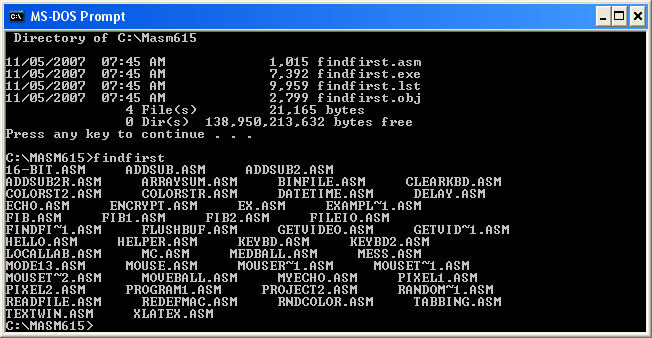 MS-DOS Prompt
Directory of C:\Masm615
11/05/2007  07:45 AM             1,015 findfirst.asm
11/05/2007  07:45 AM             7,392 findfirst.exe
11/05/2007  07:45 AM             9,959 findfirst.lst
11/05/2007  07:45 AM             2,799 findfirst.obj
4 File(s)         21,165 bytes
0 Dir(s)  138,950,213,632 bytes free
Press any key to continue . . .
C:\MASM615>findfirst
16-BIT.ASM     ADDSUB.ASM     ADDSUB2.ASM
ADDSUB2R.ASM     ARRAYSUM.ASM     BINFILE.ASM     CLEARKBD.ASM
COLORST2.ASM     COLORSTR.ASM     DATETIME.ASM     DELAY.ASM
ECHO.ASM     ENCRYPT.ASM     EX.ASM     EXAMPL~1.ASM
FIB.ASM     FIB1.ASM     FIB2.ASM     FILEIO.ASM
FINDFI~1.ASM     FLUSHBUF.ASM     GETVIDEO.ASM     GETVID~1.ASM
HELLO.ASM     HELPER.ASM     KEYBD.ASM     KEYBD2.ASM
LOCALLAB.ASM     MC.ASM     MEDBALL.ASM     MESS.ASM
MODE13.ASM     MOUSE.ASM     MOUSER~1.ASM     MOUSET~1.ASM
MOUSET~2.ASM     MOVEBALL.ASM     MYECHO.ASM     PIXEL1.ASM
PIXEL2.ASM     PROGRAM1.ASM     PROJECT2.ASM     RANDOM~1.ASM
READFILE.ASM     REDEFMAC.ASM     RNDCOLOR.ASM     TABBING.ASM
TEXTWIN.ASM     XLATEX.ASM
C:\MASM615>